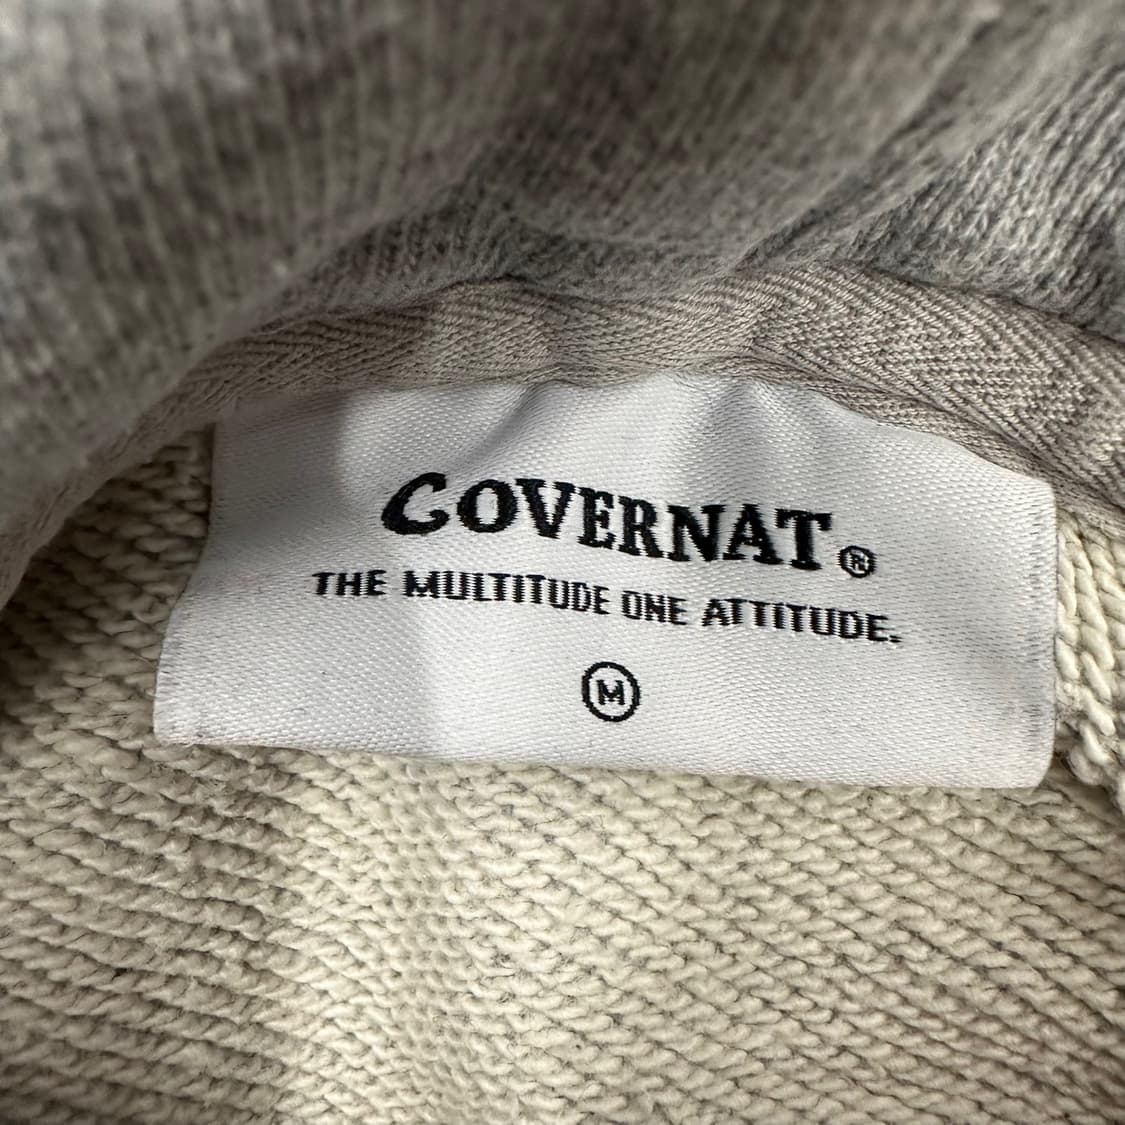 COVERNAT®
THE MULTITUDE ONE ATTITUDE.
M